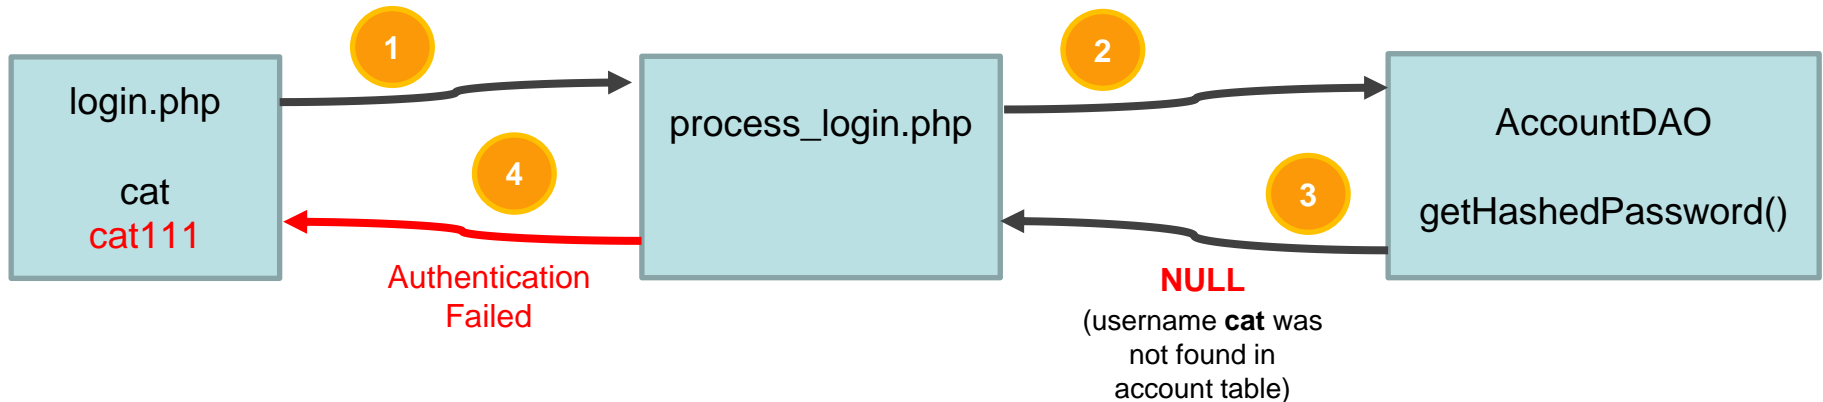 1
2
login.php
cat
cat111
process_login.php
AccountDAO
getHashedPassword()
4
3
Authentication
Failed
NULL
(username cat was
not found in
account table)